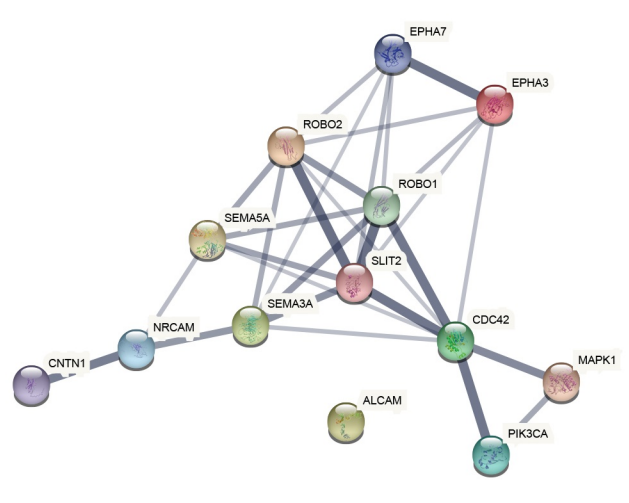 EPHA7
EPHA3
ROBO2
ROBO1
SEMA5A
SLIT2
SEMA3A
CDC42
NRCAM
MAPK1
CNTN1
ALCAM
PIK3CA